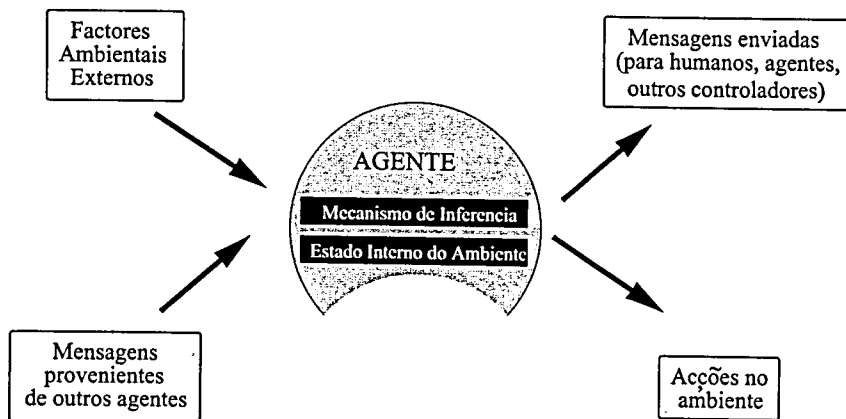 Factores
Ambientais
Externos
Mensagens enviadas
(para humanos, agentes,
outros controladores)
AGENTE
Mecanismo de Inferencia
Estado Interno do Ambiente
Mensagens
provenientes
de outros agentes
Acções no
ambiente